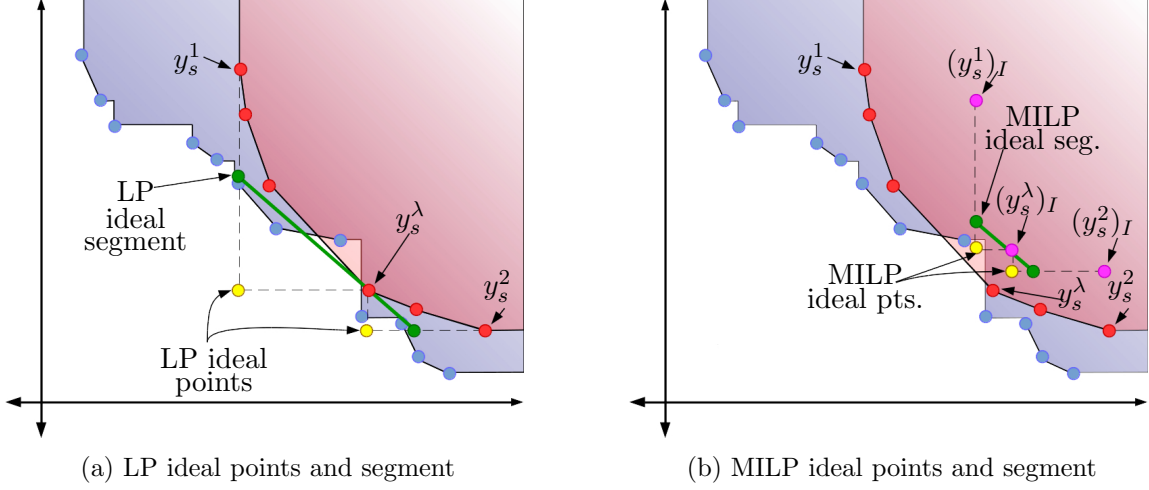 y_s^1
LP
ideal
segment
y_s^λ
y_s^2
LP ideal
points
(a) LP ideal points and segment
y_s^1
(y_s^1)_I
MILP
ideal seg.
(y_s^λ)_I
(y_s^2)_I
MILP
ideal pts.
y_s^λ
y_s^2
(b) MILP ideal points and segment